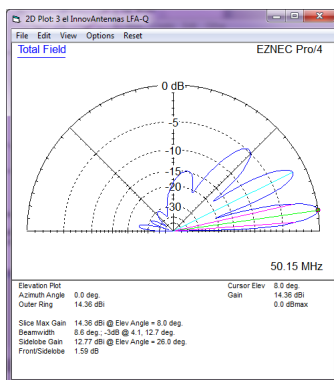 2D Plot: 3 el InnovAntennas LFA-Q
File Edit View Options Reset
Total Field EZNEC Pro/4
0 dB
-5
-10
-15
-20
-30
50.15 MHz
Elevation Plot Cursor Elev 8.0 deg.
Azimuth Angle 0.0 deg. Gain 14.36 dBi
Outer Ring 14.36 dBi 0.0 dBmax
Slice Max Gain 14.36 dBi @ Elev Angle = 8.0 deg.
Beamwidth 8.6 deg.; -3dB @ 4.1, 12.7 deg.
Sidelobe Gain 12.77 dBi @ Elev Angle = 26.0 deg.
Front/Sidelobe 1.59 dB